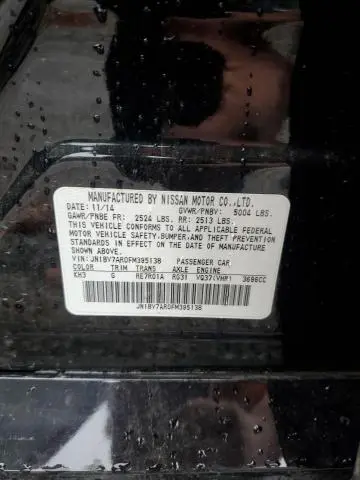 MANUFACTURED BY NISSAN MOTOR CO.,LTD.
DATE: 11/14 GVWR/PNBV: 5004 LBS.
GAWR/PNBE FR: 2524 LBS. RR: 2513 LBS.
THIS VEHICLE CONFORMS TO ALL APPLICABLE FEDERAL
MOTOR VEHICLE SAFETY,BUMPER,AND THEFT PREVENTION
STANDARDS IN EFFECT ON THE DATE OF MANUFACTURE
SHOWN ABOVE.
VIN: JN1BV7AR0FM395138 PASSENGER CAR
COLOR TRIM TRANS AXLE ENGINE
KH3 G RE7R01A RG31 VQ37(VHR) 3696CC
JN1BV7AR0FM395138